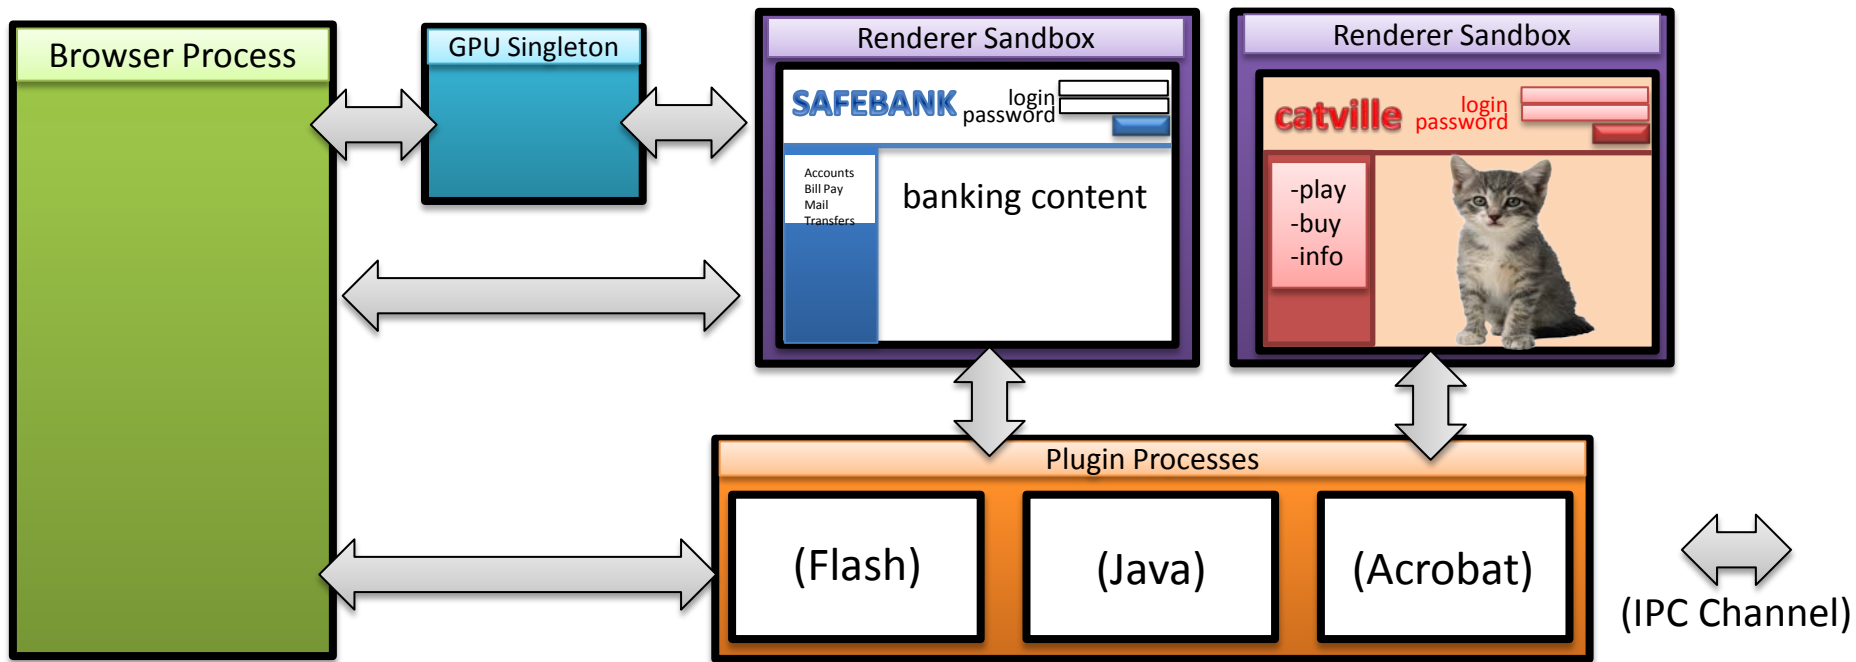 Browser Process
GPU Singleton
Renderer Sandbox
Renderer Sandbox
SAFEBANK
login
password
Accounts
Bill Pay
Mail
Transfers
banking content
catville
login
password
-play
-buy
-info
Plugin Processes
(Flash)
(Java)
(Acrobat)
(IPC Channel)